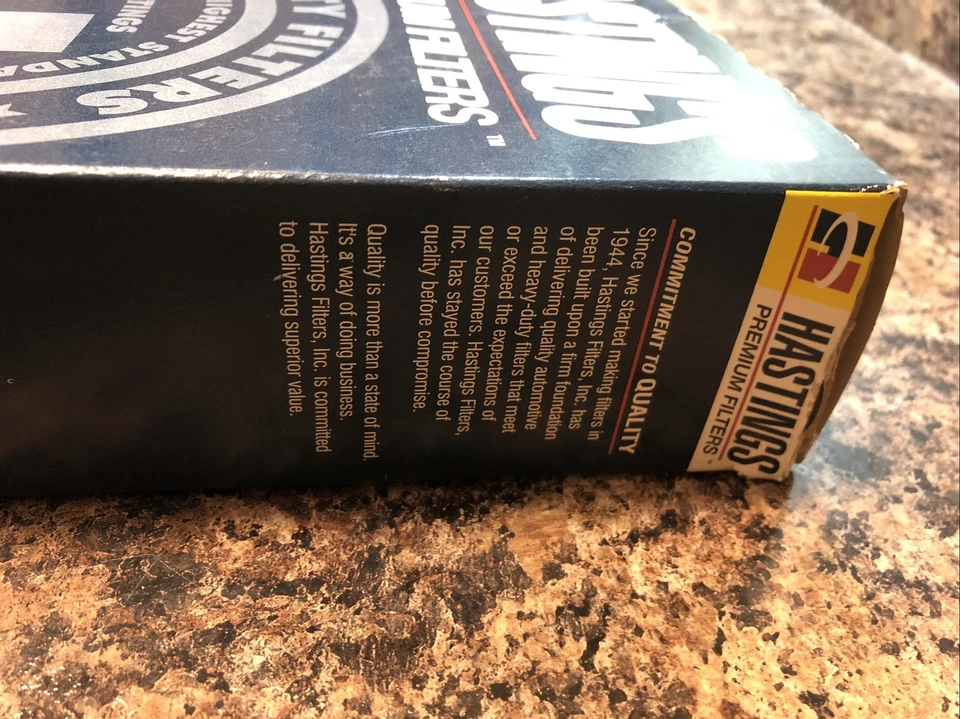 HASTINGS
PREMIUM FILTERS™
COMMITMENT TO QUALITY
Since we started making filters in
1944, Hastings Filters, Inc. has
been built upon a firm foundation
of delivering quality automotive
and heavy-duty filters that meet
or exceed the expectations of
our customers. Hastings Filters,
Inc. has stayed the course of
quality before compromise.
Quality is more than a state of mind.
It's a way of doing business.
Hastings Filters, Inc. is committed
to delivering superior value.
FILTERS™
FILTERS